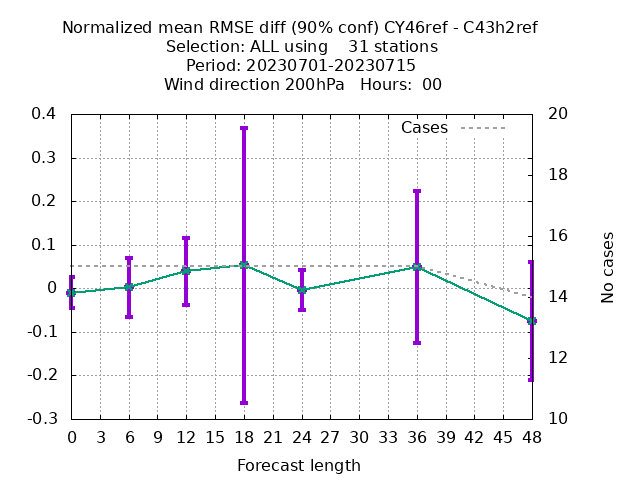 Normalized mean RMSE diff (90% conf) CY46ref - C43h2ref
Selection: ALL using    31 stations
Period: 20230701-20230715
Wind direction 200hPa   Hours:  00
Cases
0.4
0.3
0.2
0.1
0
-0.1
-0.2
-0.3
20
18
16
14
12
10
No cases
0 3 6 9 12 15 18 21 24 27 30 33 36 39 42 45 48
Forecast length